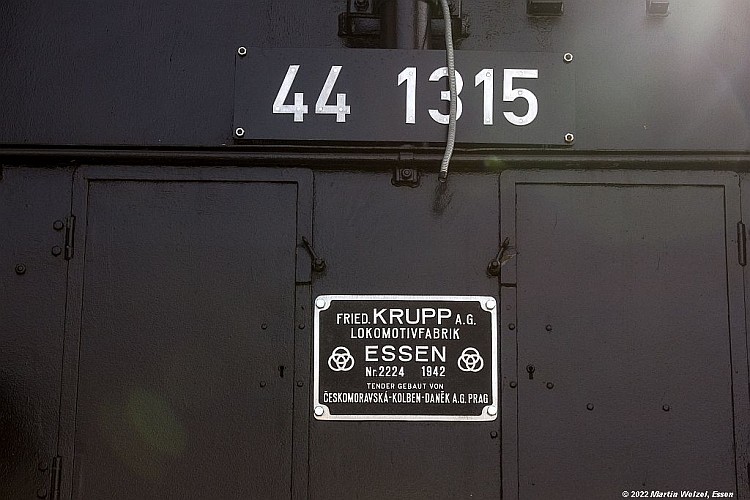 44 1315
FRIED. KRUPP A.G.
LOKOMOTIVFABRIK
ESSEN
Nr. 2224 1942
TENDER GEBAUT VON
ČESKOMORAVSKÁ-KOLBEN-DANĚK A.G. PRAG
© 2022 Martin Welzel, Essen